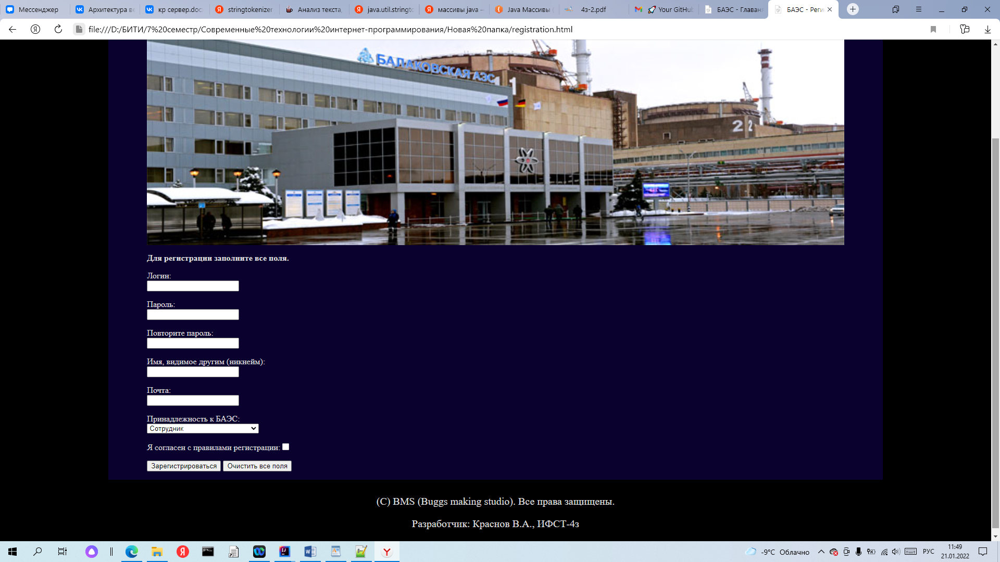 Мессенджер
Архитектура ве
кр сервер.doc
stringtokenizer
Анализ текста,
java.util.stringto
массивы java –
Java Массивы (
4з-2.pdf
Your GitHub
БАЭС - Главаня
БАЭС - Реги
file:///D:/БИТИ/7%20семестр/Современные%20технологии%20интернет-программирования/Новая%20папка/registration.html
БАЛАКОВСКАЯ АЭС
1 1
2 2
Для регистрации заполните все поля.
Логин:
Пароль:
Повторите пароль:
Имя, видимое другим (никнейм):
Почта:
Принадлежность к БАЭС:
Сотрудник
Я согласен с правилами регистрации:
Зарегистрироваться
Очистить все поля
(C) BMS (Buggs making studio). Все права защищены.
Разработчик: Краснов В.А., ИФСТ-4з
-9°C Облачно
РУС
11:49
21.01.2022